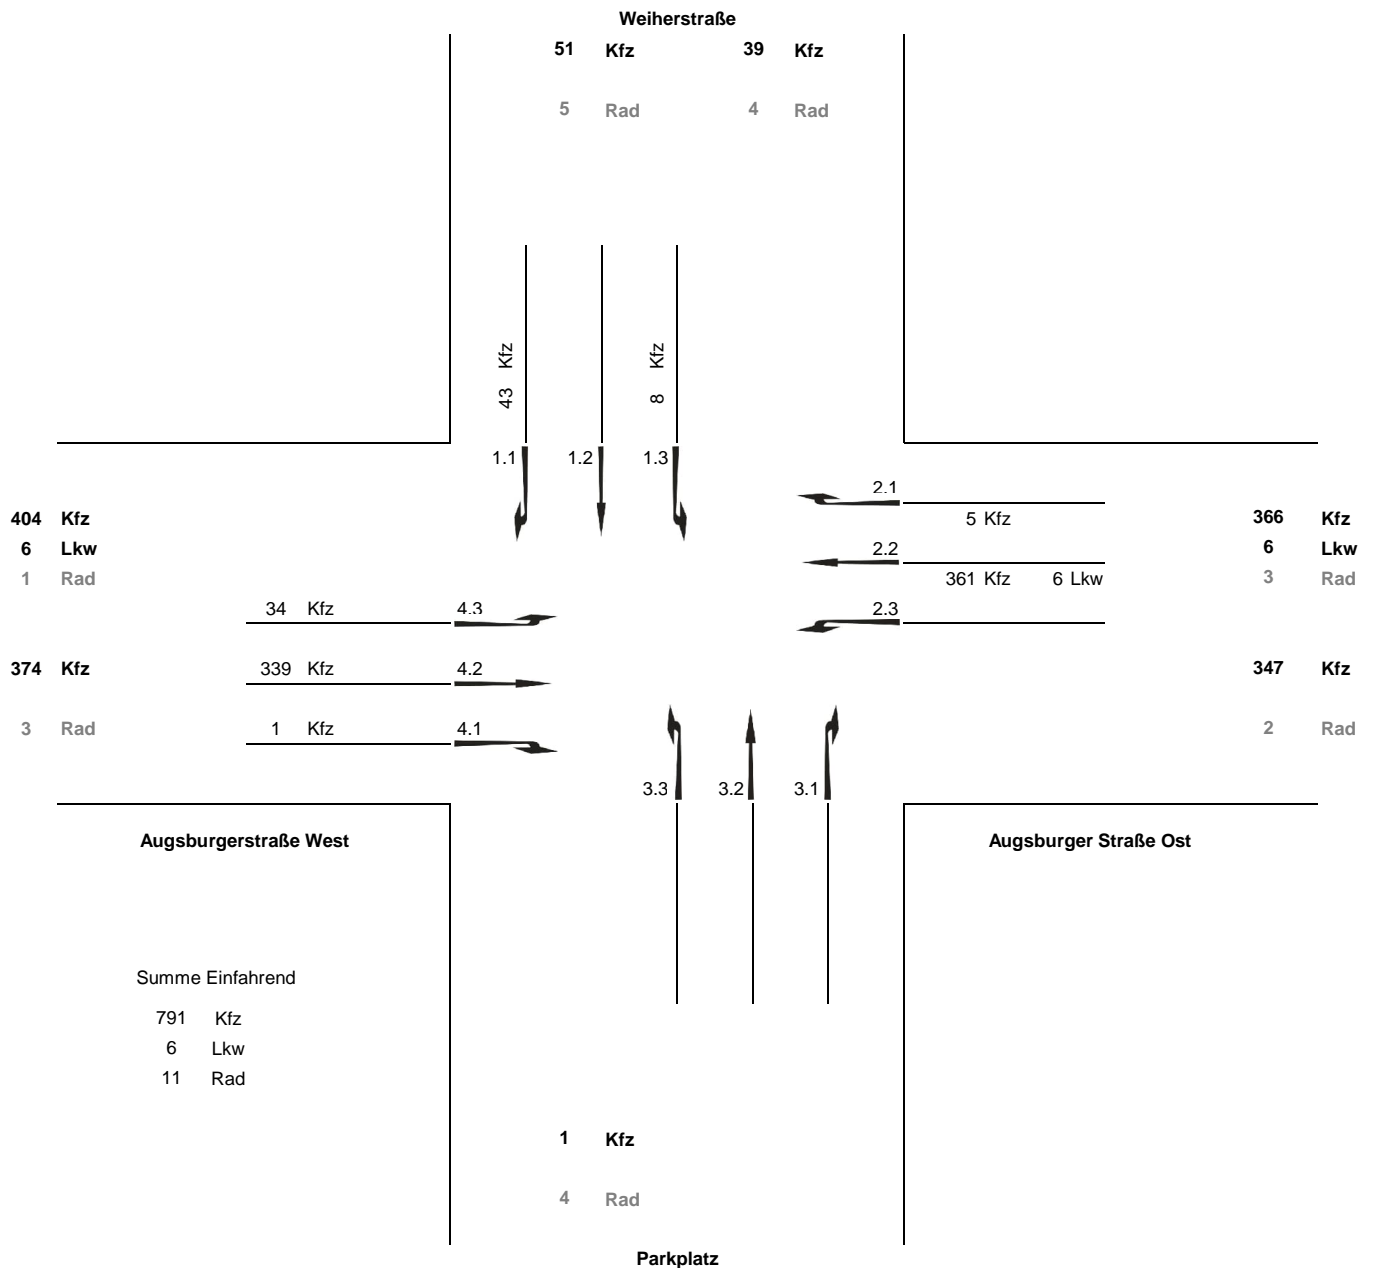 Weiherstraße
51 Kfz 39 Kfz
5 Rad 4 Rad
43 Kfz
8 Kfz
1.1 1.2 1.3
2.1
5 Kfz
2.2
361 Kfz 6 Lkw
2.3
404 Kfz
6 Lkw
1 Rad
366 Kfz
6 Lkw
3 Rad
34 Kfz 4.3
339 Kfz 4.2
1 Kfz 4.1
374 Kfz
3 Rad
347 Kfz
2 Rad
3.3 3.2 3.1
Augsburgerstraße West
Augsburger Straße Ost
Summe Einfahrend
791 Kfz
6 Lkw
11 Rad
1 Kfz
4 Rad
Parkplatz